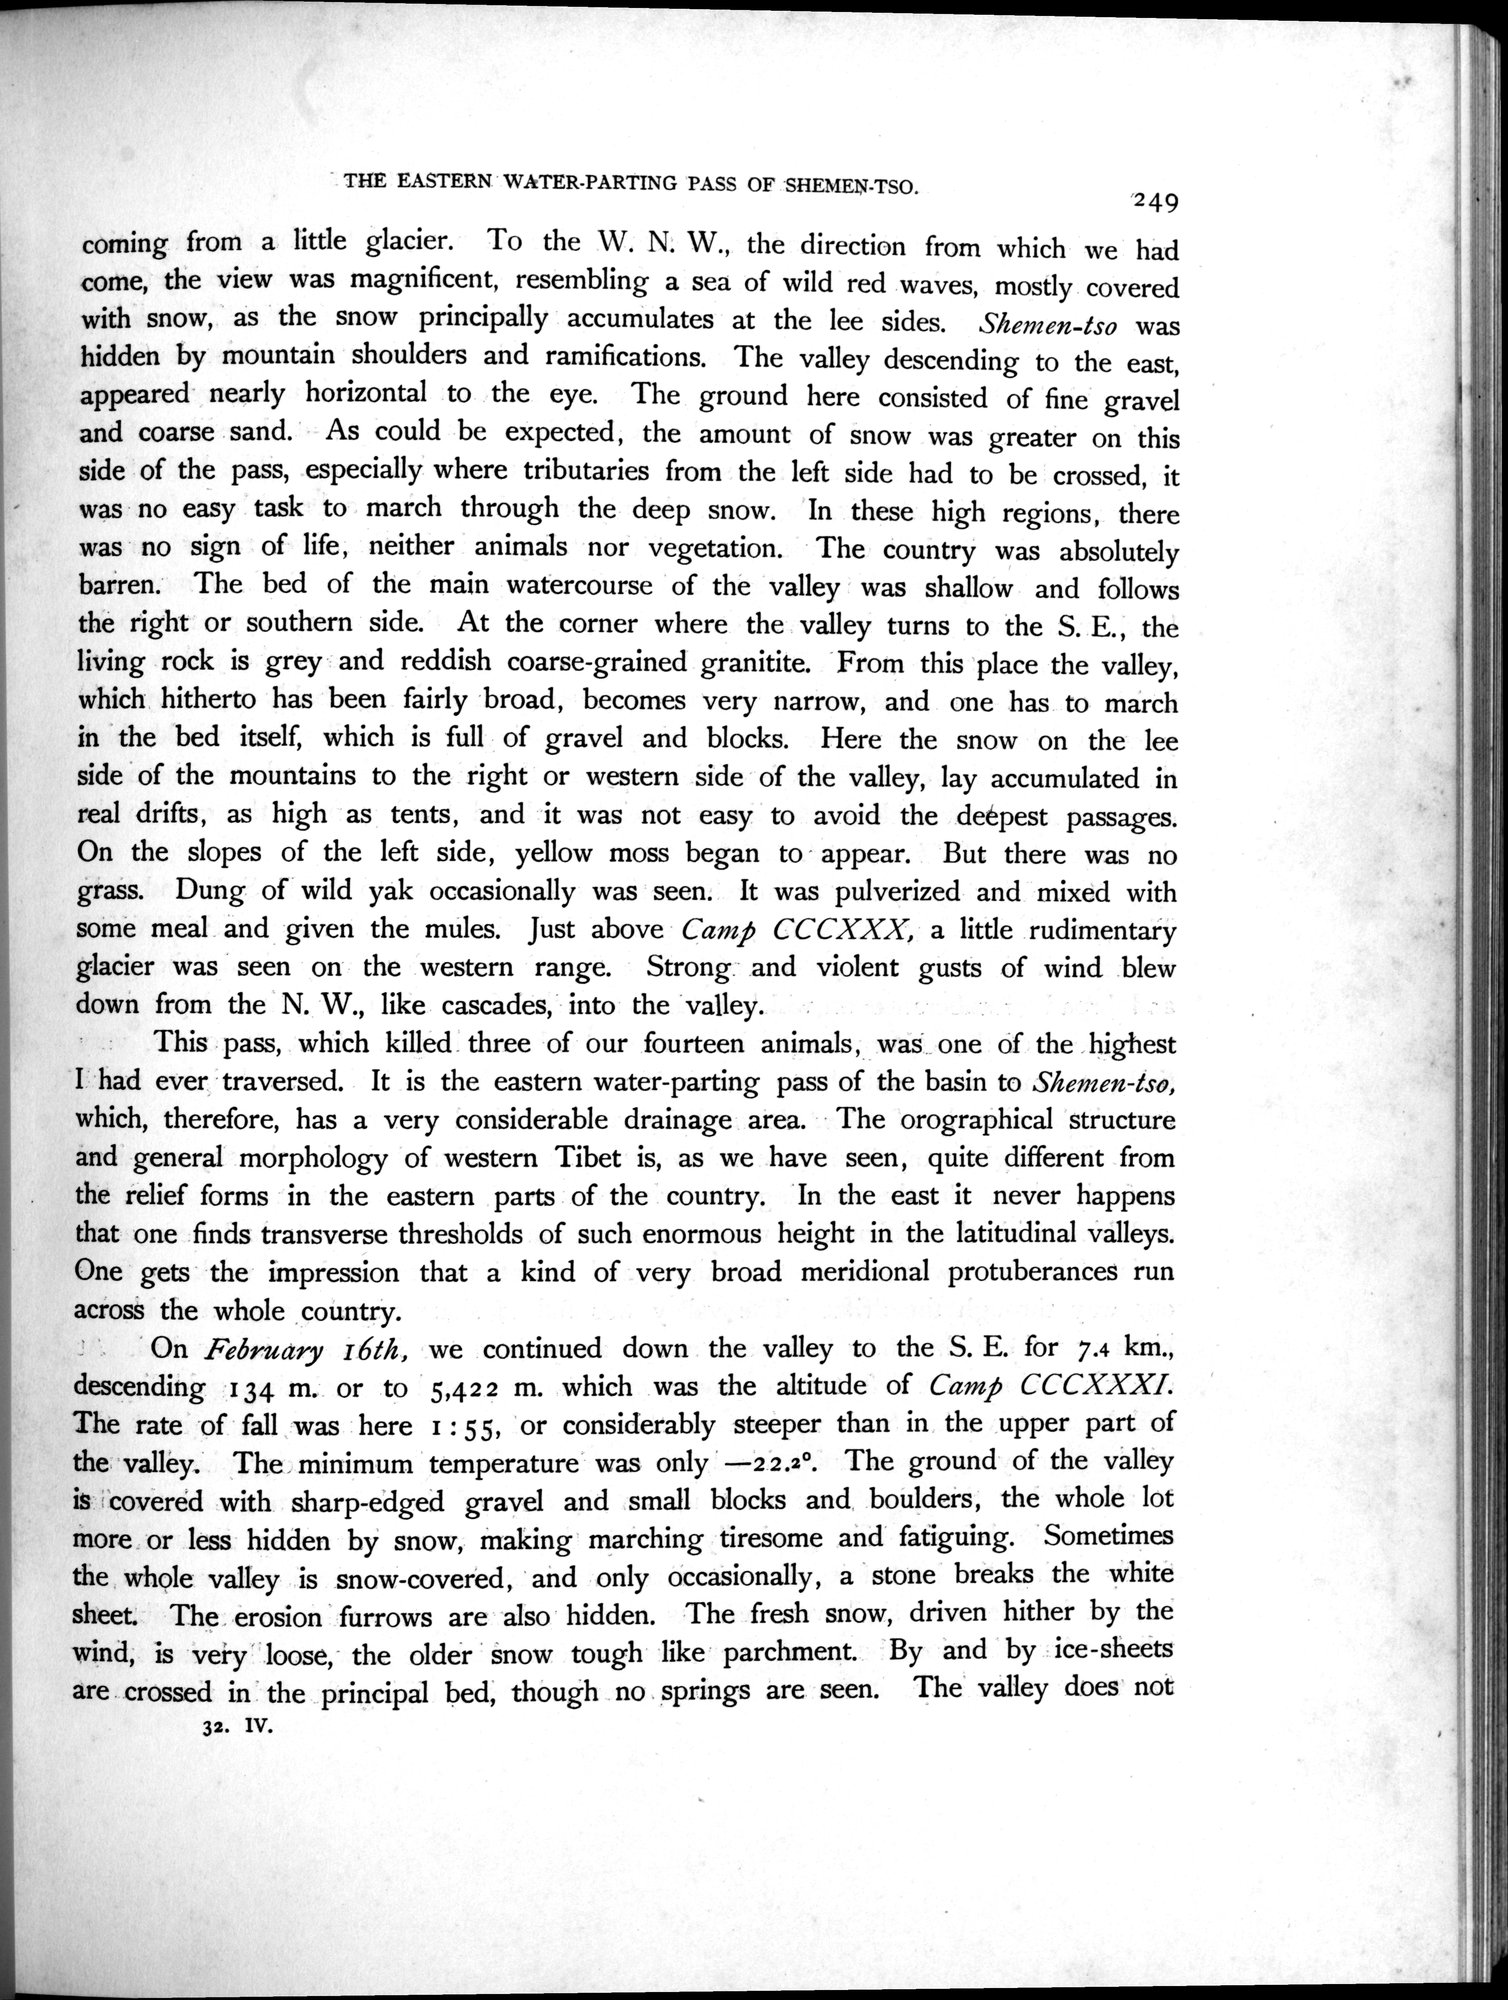 THE EASTERN WATER-PARTING PASS OF SHEMEN-TSO.
249
coming from a little glacier. To the W. N. W., the direction from which we had
come, the view was magnificent, resembling a sea of wild red waves, mostly covered
with snow, as the snow principally accumulates at the lee sides. Shemen-tso was
hidden by mountain shoulders and ramifications. The valley descending to the east,
appeared nearly horizontal to the eye. The ground here consisted of fine gravel
and coarse sand. As could be expected, the amount of snow was greater on this
side of the pass, especially where tributaries from the left side had to be crossed, it
was no easy task to march through the deep snow. In these high regions, there
was no sign of life, neither animals nor vegetation. The country was absolutely
barren. The bed of the main watercourse of the valley was shallow and follows
the right or southern side. At the corner where the valley turns to the S. E., the
living rock is grey and reddish coarse-grained granitite. From this place the valley,
which hitherto has been fairly broad, becomes very narrow, and one has to march
in the bed itself, which is full of gravel and blocks. Here the snow on the lee
side of the mountains to the right or western side of the valley, lay accumulated in
real drifts, as high as tents, and it was not easy to avoid the deepest passages.
On the slopes of the left side, yellow moss began to appear. But there was no
grass. Dung of wild yak occasionally was seen. It was pulverized and mixed with
some meal and given the mules. Just above Camp CCCXXX, a little rudimentary
glacier was seen on the western range. Strong and violent gusts of wind blew
down from the N. W., like cascades, into the valley.
This pass, which killed three of our fourteen animals, was one of the highest
I had ever traversed. It is the eastern water-parting pass of the basin to Shemen-tso,
which, therefore, has a very considerable drainage area. The orographical structure
and general morphology of western Tibet is, as we have seen, quite different from
the relief forms in the eastern parts of the country. In the east it never happens
that one finds transverse thresholds of such enormous height in the latitudinal valleys.
One gets the impression that a kind of very broad meridional protuberances run
across the whole country.
On February 16th, we continued down the valley to the S. E. for 7.4 km.,
descending 134 m. or to 5,422 m. which was the altitude of Camp CCCXXXI.
The rate of fall was here 1 : 55, or considerably steeper than in the upper part of
the valley. The minimum temperature was only —22.2°. The ground of the valley
is covered with sharp-edged gravel and small blocks and boulders, the whole lot
more or less hidden by snow, making marching tiresome and fatiguing. Sometimes
the whole valley is snow-covered, and only occasionally, a stone breaks the white
sheet. The erosion furrows are also hidden. The fresh snow, driven hither by the
wind, is very loose, the older snow tough like parchment. By and by ice-sheets
are crossed in the principal bed, though no springs are seen. The valley does not
32. IV.